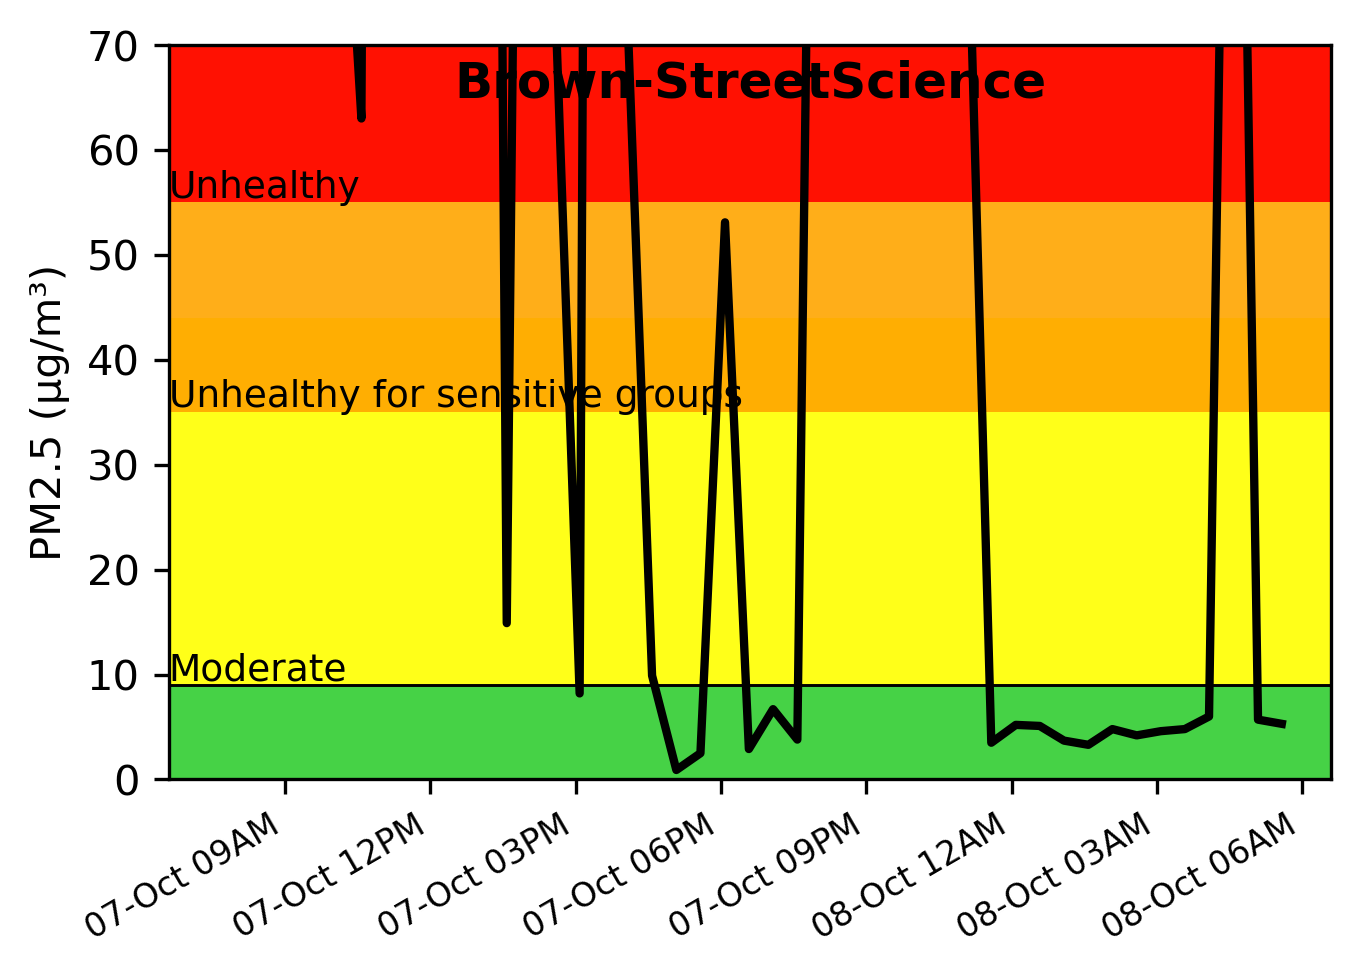 Brown-StreetScience
PM2.5 (µg/m³)
70
60
50
40
30
20
10
0
Unhealthy
Unhealthy for sensitive groups
Moderate
07-Oct 09AM
07-Oct 12PM
07-Oct 03PM
07-Oct 06PM
07-Oct 09PM
08-Oct 12AM
08-Oct 03AM
08-Oct 06AM